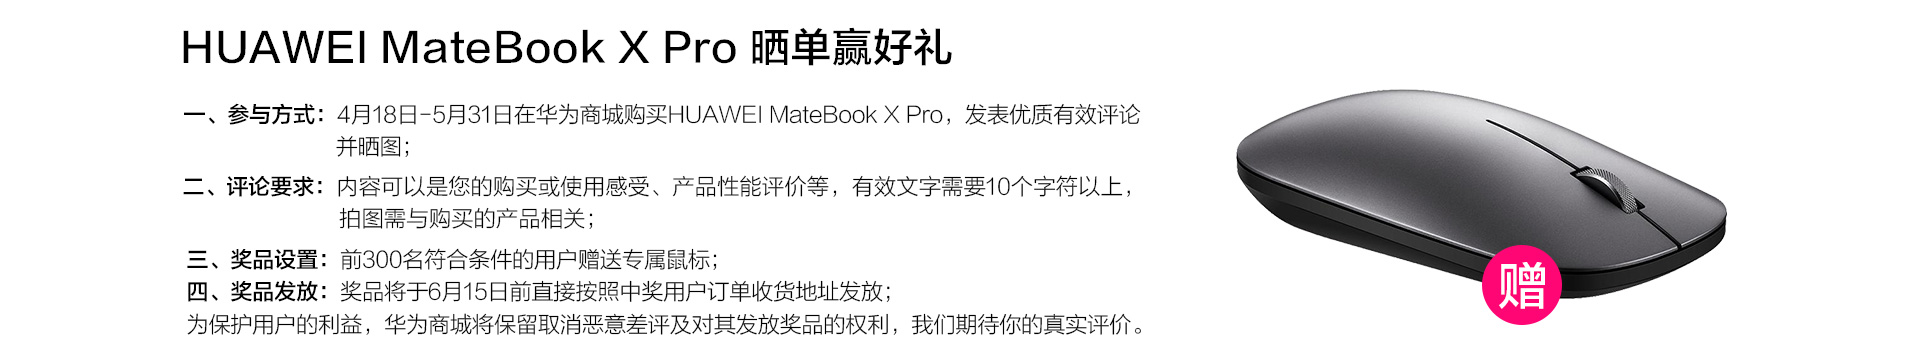 HUAWEI MateBook X Pro 晒单赢好礼
一、参与方式：4月18日-5月31日在华为商城购买HUAWEI MateBook X Pro，发表优质有效评论
并晒图；
二、评论要求：内容可以是您的购买或使用感受、产品性能评价等，有效文字需要10个字符以上，
拍图需与购买的产品相关；
三、奖品设置：前300名符合条件的用户赠送专属鼠标；
四、奖品发放：奖品将于6月15日前直接按照中奖用户订单收货地址发放；
为保护用户的利益，华为商城将保留取消恶意差评及对其发放奖品的权利，我们期待你的真实评价。
赠